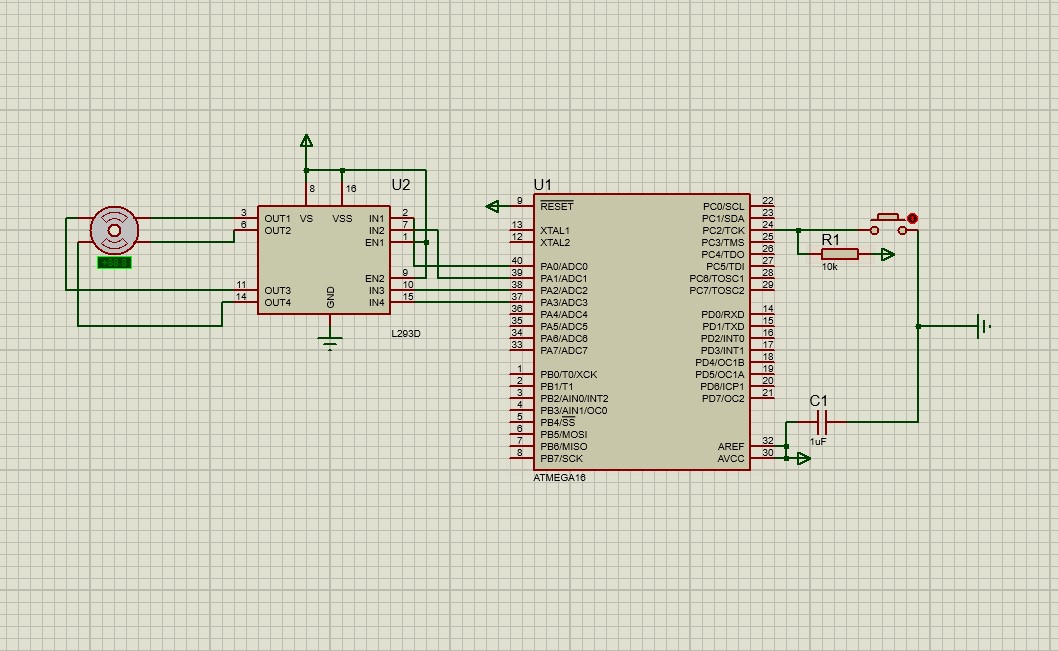 U2
8
16
3 OUT1 VS VSS IN1 2
6 OUT2 IN2 7
EN1 1
EN2 9
11 OUT3 IN3 10
14 OUT4 IN4 15
GND
L293D
U1
9 RESET
13 XTAL1
12 XTAL2
40 PA0/ADC0
39 PA1/ADC1
38 PA2/ADC2
37 PA3/ADC3
36 PA4/ADC4
35 PA5/ADC5
34 PA6/ADC6
33 PA7/ADC7
1 PB0/T0/XCK
2 PB1/T1
3 PB2/AIN0/INT2
4 PB3/AIN1/OC0
5 PB4/SS
6 PB5/MOSI
7 PB6/MISO
8 PB7/SCK
PC0/SCL 22
PC1/SDA 23
PC2/TCK 24
PC3/TMS 25
PC4/TDO 26
PC5/TDI 27
PC6/TOSC1 28
PC7/TOSC2 29
PD0/RXD 14
PD1/TXD 15
PD2/INT0 16
PD3/INT1 17
PD4/OC1B 18
PD5/OC1A 19
PD6/ICP1 20
PD7/OC2 21
AREF 32
AVCC 30
ATMEGA16
R1
10k
C1
1uF